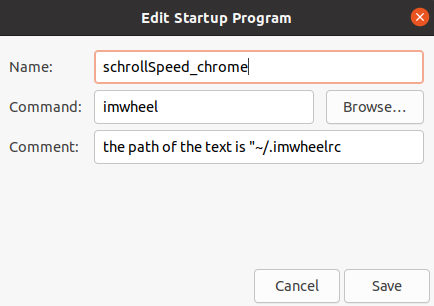 Edit Startup Program
Name: schrollSpeed_chrome
Command: imwheel Browse...
Comment: the path of the text is "~/.imwheelrc
Cancel Save